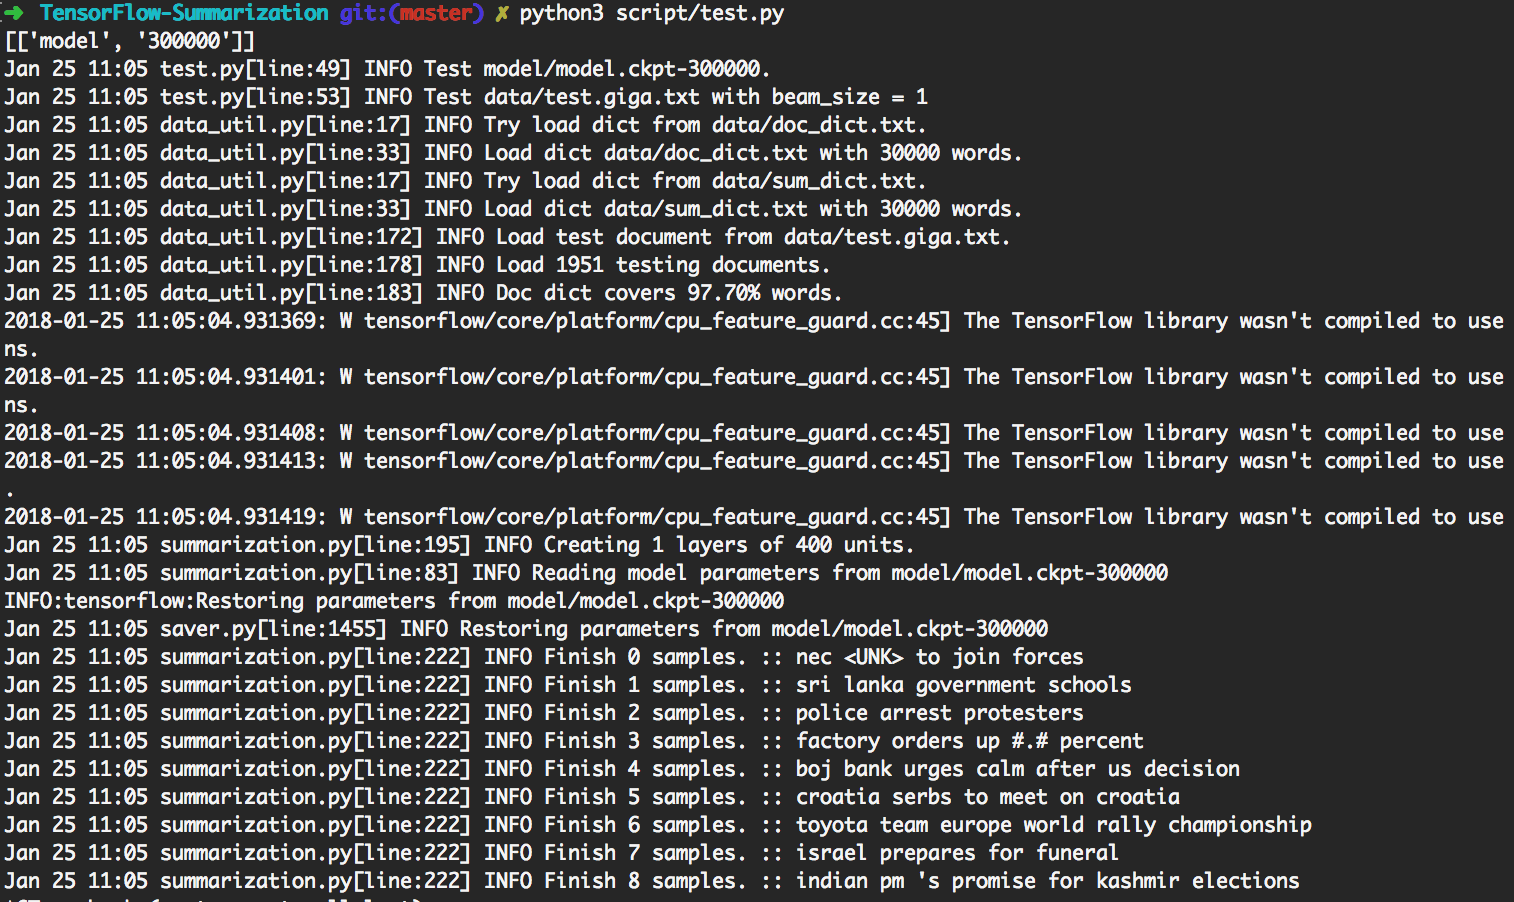 ➜ TensorFlow-Summarization git:(master) ✗ python3 script/test.py
[['model', '300000']]
Jan 25 11:05 test.py[line:49] INFO Test model/model.ckpt-300000.
Jan 25 11:05 test.py[line:53] INFO Test data/test.giga.txt with beam_size = 1
Jan 25 11:05 data_util.py[line:17] INFO Try load dict from data/doc_dict.txt.
Jan 25 11:05 data_util.py[line:33] INFO Load dict data/doc_dict.txt with 30000 words.
Jan 25 11:05 data_util.py[line:17] INFO Try load dict from data/sum_dict.txt.
Jan 25 11:05 data_util.py[line:33] INFO Load dict data/sum_dict.txt with 30000 words.
Jan 25 11:05 data_util.py[line:172] INFO Load test document from data/test.giga.txt.
Jan 25 11:05 data_util.py[line:178] INFO Load 1951 testing documents.
Jan 25 11:05 data_util.py[line:183] INFO Doc dict covers 97.70% words.
2018-01-25 11:05:04.931369: W tensorflow/core/platform/cpu_feature_guard.cc:45] The TensorFlow library wasn't compiled to use
ns.
2018-01-25 11:05:04.931401: W tensorflow/core/platform/cpu_feature_guard.cc:45] The TensorFlow library wasn't compiled to use
ns.
2018-01-25 11:05:04.931408: W tensorflow/core/platform/cpu_feature_guard.cc:45] The TensorFlow library wasn't compiled to use
2018-01-25 11:05:04.931413: W tensorflow/core/platform/cpu_feature_guard.cc:45] The TensorFlow library wasn't compiled to use
.
2018-01-25 11:05:04.931419: W tensorflow/core/platform/cpu_feature_guard.cc:45] The TensorFlow library wasn't compiled to use
Jan 25 11:05 summarization.py[line:195] INFO Creating 1 layers of 400 units.
Jan 25 11:05 summarization.py[line:83] INFO Reading model parameters from model/model.ckpt-300000
INFO:tensorflow:Restoring parameters from model/model.ckpt-300000
Jan 25 11:05 saver.py[line:1455] INFO Restoring parameters from model/model.ckpt-300000
Jan 25 11:05 summarization.py[line:222] INFO Finish 0 samples. :: nec <UNK> to join forces
Jan 25 11:05 summarization.py[line:222] INFO Finish 1 samples. :: sri lanka government schools
Jan 25 11:05 summarization.py[line:222] INFO Finish 2 samples. :: police arrest protesters
Jan 25 11:05 summarization.py[line:222] INFO Finish 3 samples. :: factory orders up #.# percent
Jan 25 11:05 summarization.py[line:222] INFO Finish 4 samples. :: boj bank urges calm after us decision
Jan 25 11:05 summarization.py[line:222] INFO Finish 5 samples. :: croatia serbs to meet on croatia
Jan 25 11:05 summarization.py[line:222] INFO Finish 6 samples. :: toyota team europe world rally championship
Jan 25 11:05 summarization.py[line:222] INFO Finish 7 samples. :: israel prepares for funeral
Jan 25 11:05 summarization.py[line:222] INFO Finish 8 samples. :: indian pm 's promise for kashmir elections